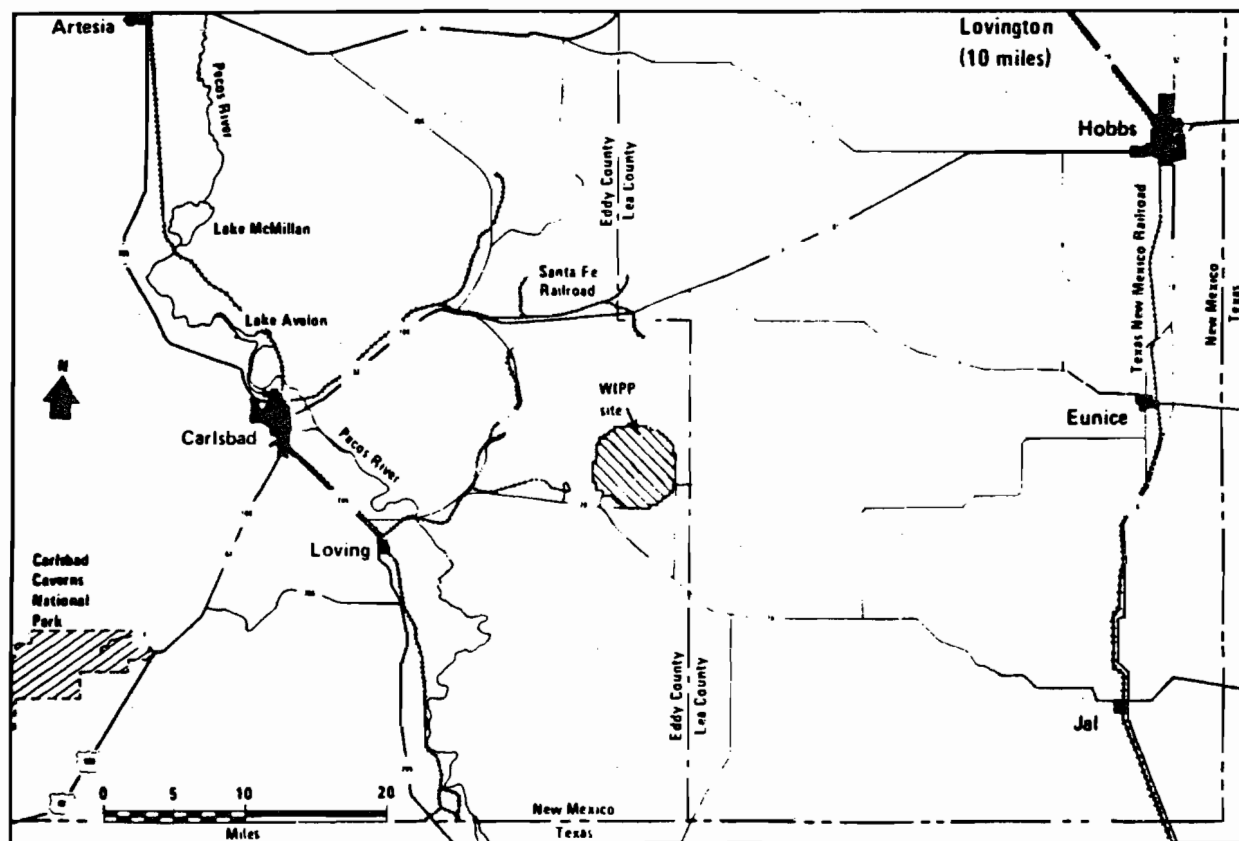 Artesia
Pecos River
Lovington
(10 miles)
Hobbs
Eddy County
Lea County
Lake McMillan
Santa Fe
Railroad
Texas New Mexico Railroad
New Mexico
Texas
Lake Avalon
N
WIPP
site
Eunice
Carlsbad
Pecos River
Loving
Carlsbad
Caverns
National
Park
Eddy County
Lea County
Jal
0 5 10 20
Miles
New Mexico
Texas